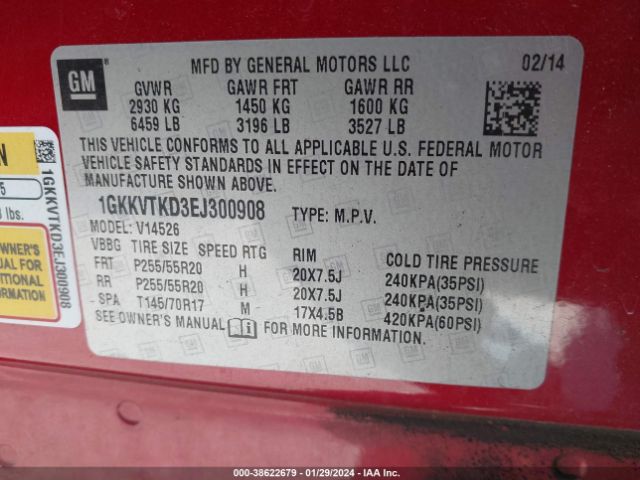 GM
MFD BY GENERAL MOTORS LLC 02/14
GVWR GAWR FRT GAWR RR
2930 KG 1450 KG 1600 KG
6459 LB 3196 LB 3527 LB
THIS VEHICLE CONFORMS TO ALL APPLICABLE U.S. FEDERAL MOTOR
VEHICLE SAFETY STANDARDS IN EFFECT ON THE DATE OF
MANUFACTURE SHOWN ABOVE.
1GKKVTKD3EJ300908 TYPE: M.P.V.
MODEL: V14526
VBBG TIRE SIZE SPEED RTG RIM COLD TIRE PRESSURE
FRT P255/55R20 H 20X7.5J 240KPA(35PSI)
RR P255/55R20 H 20X7.5J 240KPA(35PSI)
SPA T145/70R17 M 17X4.5B 420KPA(60PSI)
SEE OWNER'S MANUAL i FOR MORE INFORMATION.
N
5
lbs.
OWNER'S
FOR
ADDITIONAL
INFORMATION
1GKKVTKD3EJ300908
000-38622679 - 01/29/2024 - IAA Inc.